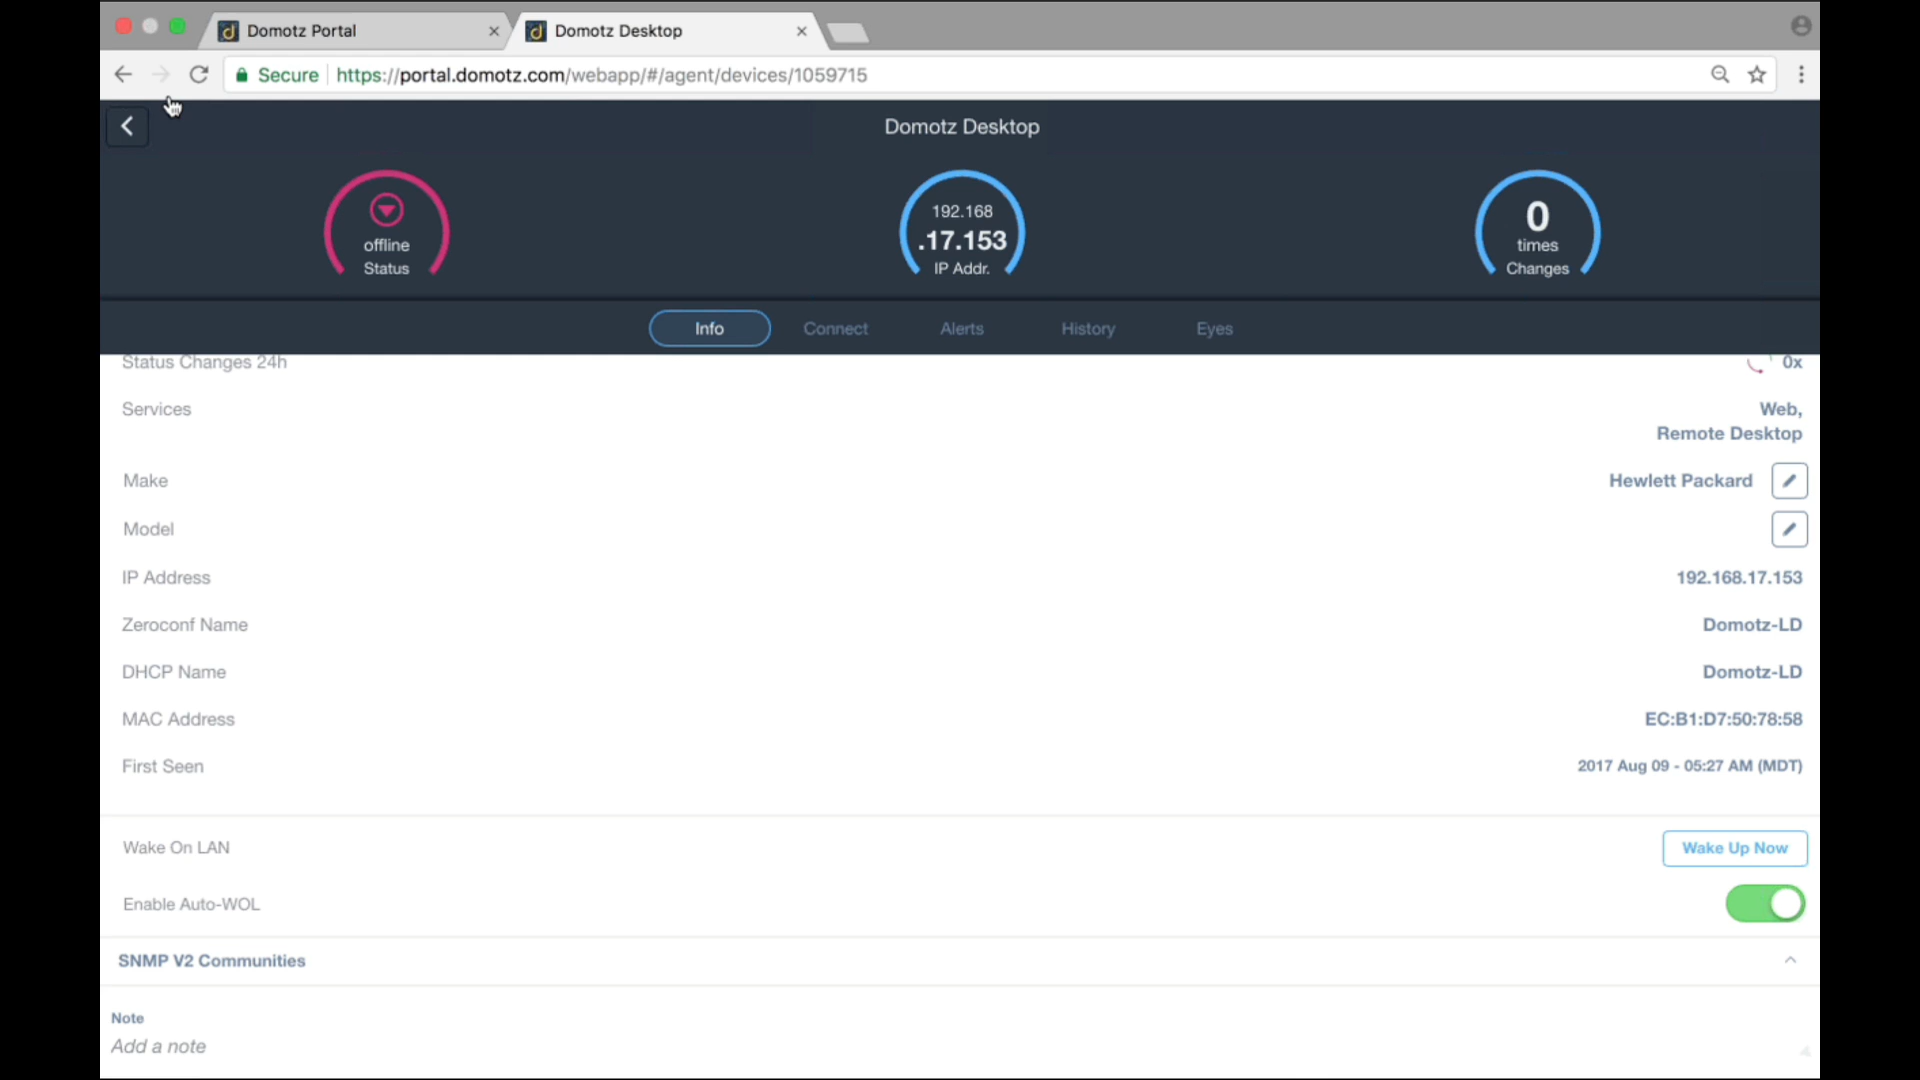 Domotz Portal
Domotz Desktop
Secure
https://portal.domotz.com/webapp/#/agent/devices/1059715
Domotz Desktop
offline
Status
192.168
.17.153
IP Addr.
0
times
Changes
Info
Connect
Alerts
History
Eyes
Status Changes 24h
0x
Services
Web,
Remote Desktop
Make
Hewlett Packard
Model
IP Address
192.168.17.153
Zeroconf Name
Domotz-LD
DHCP Name
Domotz-LD
MAC Address
EC:B1:D7:50:78:58
First Seen
2017 Aug 09 - 05:27 AM (MDT)
Wake On LAN
Wake Up Now
Enable Auto-WOL
SNMP V2 Communities
Note
Add a note